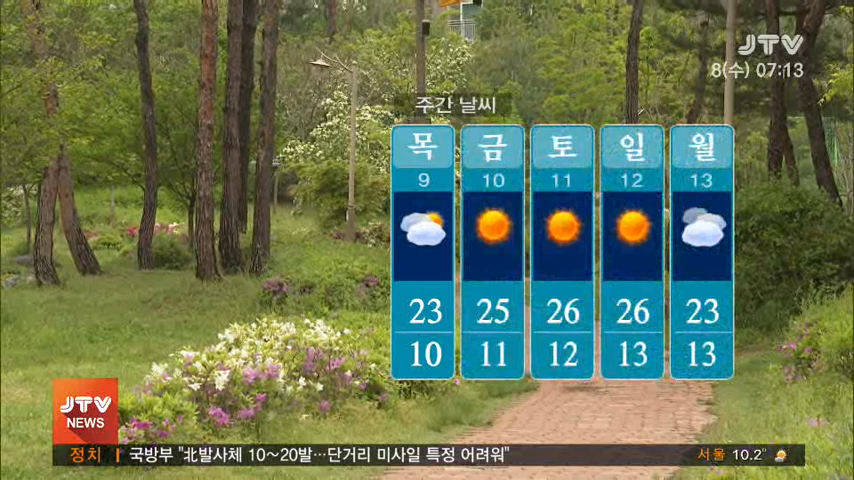 JTV
8(수) 07:13
주간 날씨
목 금 토 일 월
9 10 11 12 13
23 25 26 26 23
10 11 12 13 13
JTV
NEWS
정치 국방부 "北발사체 10～20발…단거리 미사일 특정 어려워" 서울 10.2°